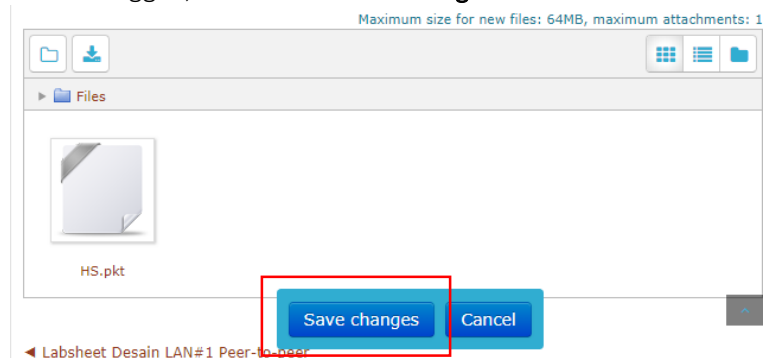 Maximum size for new files: 64MB, maximum attachments: 1
Files
HS.pkt
Save changes Cancel
◄ Labsheet Desain LAN#1 Peer-to-peer